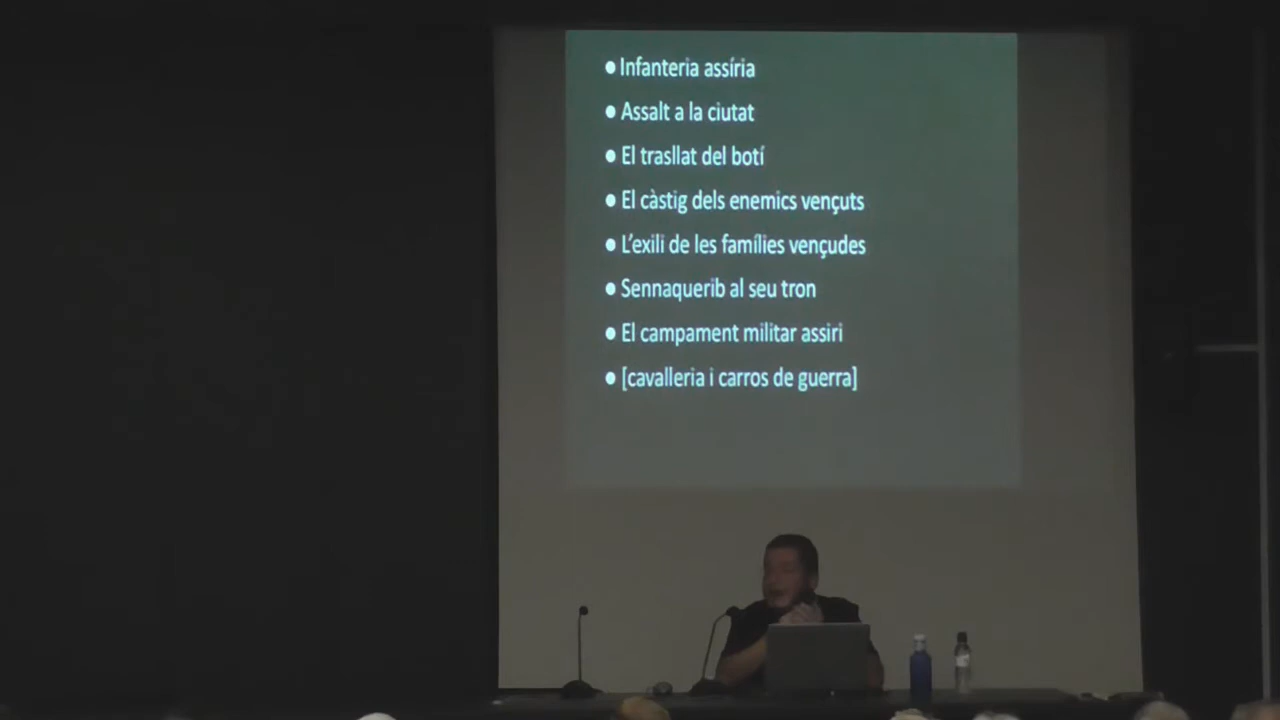 ● Infanteria assíria
● Assalt a la ciutat
● El trasllat del botí
● El càstig dels enemics vençuts
● L'exili de les famílies vençudes
● Sennaquerib al seu tron
● El campament militar assiri
● [cavalleria i carros de guerra]